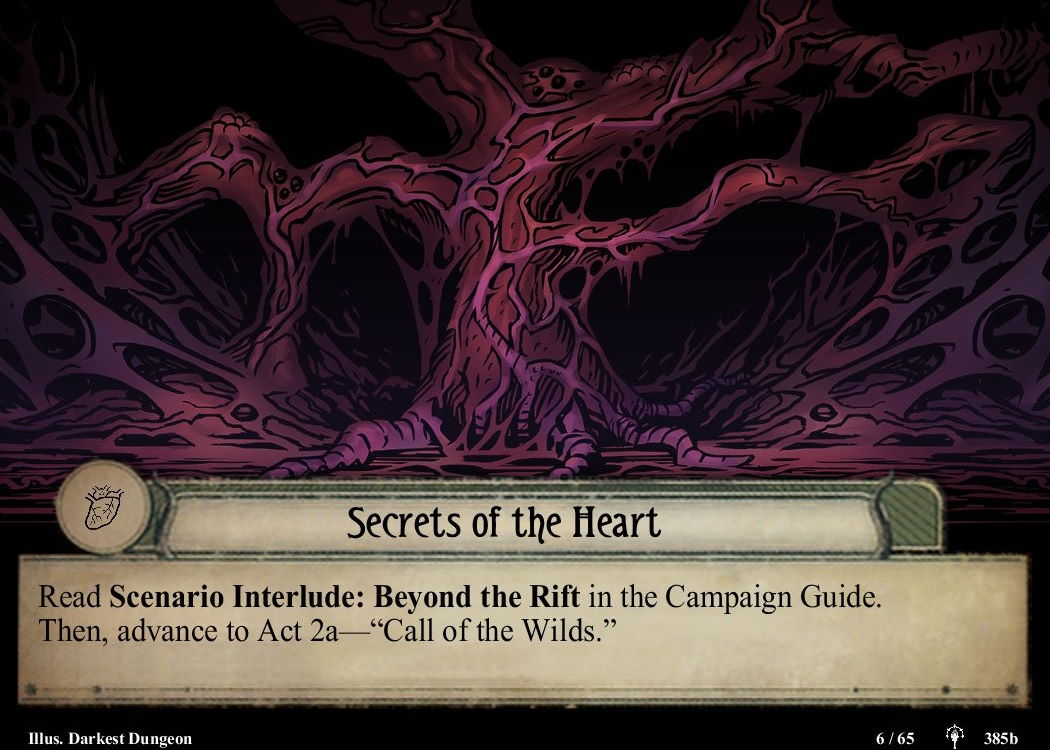 Secrets of the Heart
Read Scenario Interlude: Beyond the Rift in the Campaign Guide.
Then, advance to Act 2a—“Call of the Wilds.”
Illus. Darkest Dungeon
6 / 65
385b